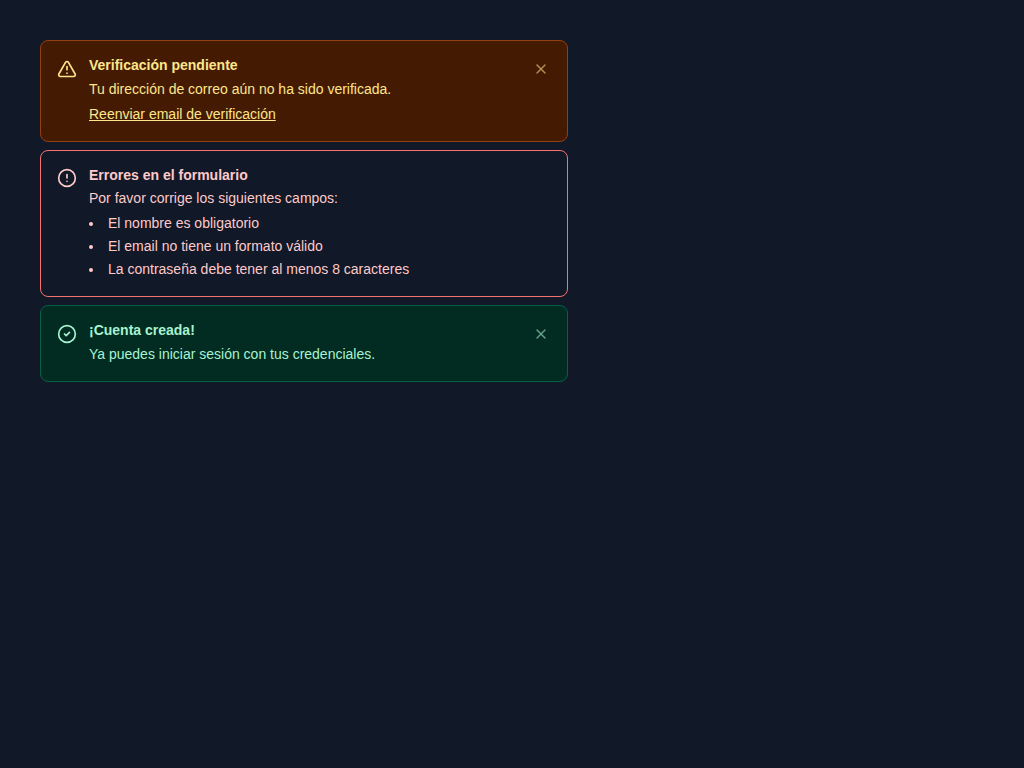 Verificación pendiente
Tu dirección de correo aún no ha sido verificada.
Reenviar email de verificación
Errores en el formulario
Por favor corrige los siguientes campos:
El nombre es obligatorio
El email no tiene un formato válido
La contraseña debe tener al menos 8 caracteres
¡Cuenta creada!
Ya puedes iniciar sesión con tus credenciales.